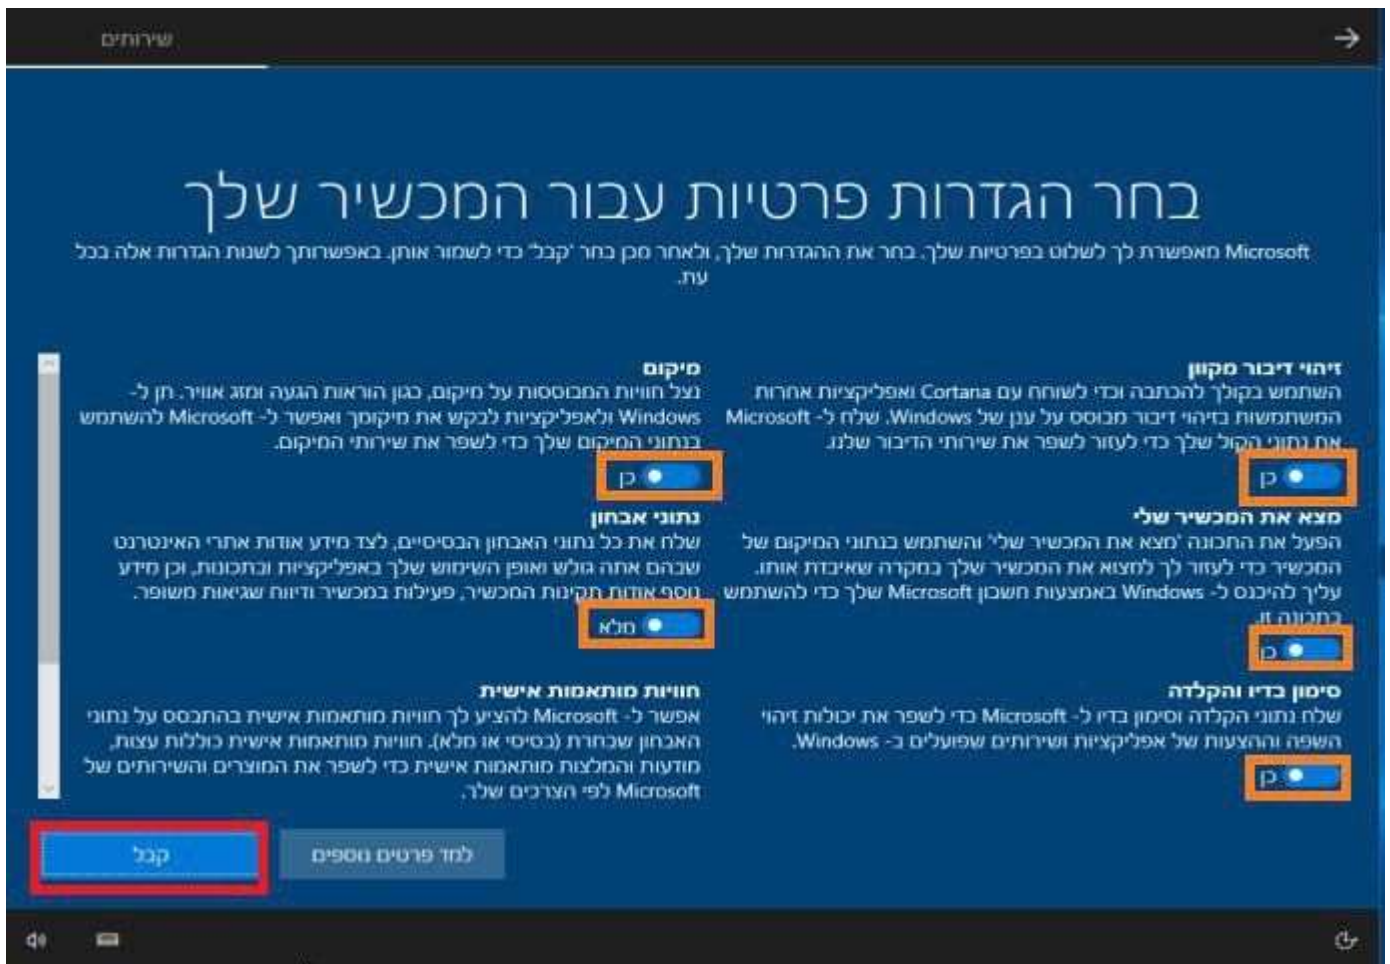 שירותים
בחר הגדרות פרטיות עבור המכשיר שלך
Microsoft מאפשרת לך לשלוט בפרטיות שלך. בחר את ההגדרות שלך, ולאחר מכן בחר 'קבל' כדי לשמור אותן. באפשרותך לשנות הגדרות אלה בכל
עת.
זיהוי דיבור מקוון
השתמש בקולך להכתבה וכדי לשוחח עם Cortana ואפליקציות אחרות
המשתמשות בזיהוי דיבור מבוסס על ענן של Windows. שלח ל- Microsoft
את נתוני הקול שלך כדי לעזור לשפר את שירותי הדיבור שלנו.
כן
מיקום
נצל חוויות המבוססות על מיקום, כגון הוראות הגעה ומזג אוויר. תן ל-
Windows ולאפליקציות לבקש את מיקומך ואפשר ל- Microsoft להשתמש
בנתוני המיקום שלך כדי לשפר את שירותי המיקום.
כן
מצא את המכשיר שלי
הפעל את התכונה 'מצא את המכשיר שלי' והשתמש בנתוני המיקום של
המכשיר כדי לעזור לך למצוא את המכשיר שלך במקרה שאיבדת אותו.
עליך להיכנס ל- Windows באמצעות חשבון Microsoft שלך כדי להשתמש
בתכונה זו.
כן
נתוני אבחון
שלח את כל נתוני האבחון הבסיסיים, לצד מידע אודות אתרי האינטרנט
שבהם אתה גולש ואופן השימוש שלך באפליקציות ובתכונות, וכן מידע
נוסף אודות תקינות המכשיר, פעילות במכשיר ודיווח שגיאות משופר.
מלא
סימון בדיו והקלדה
שלח נתוני הקלדה וסימון בדיו ל- Microsoft כדי לשפר את יכולות זיהוי
השפה וההצעות של אפליקציות ושירותים שפועלים ב- Windows.
כן
חוויות מותאמות אישית
אפשר ל- Microsoft להציע לך חוויות מותאמות אישית בהתבסס על נתוני
האבחון שבחרת (בסיסי או מלא). חוויות מותאמות אישית כוללות עצות,
מודעות והמלצות מותאמות אישית כדי לשפר את המוצרים והשירותים של
Microsoft לפי הצרכים שלך.
למד פרטים נוספים
קבל